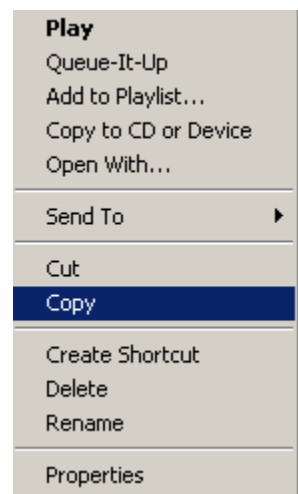 Play
Queue-It-Up
Add to Playlist...
Copy to CD or Device
Open With...
Send To
Cut
Copy
Create Shortcut
Delete
Rename
Properties